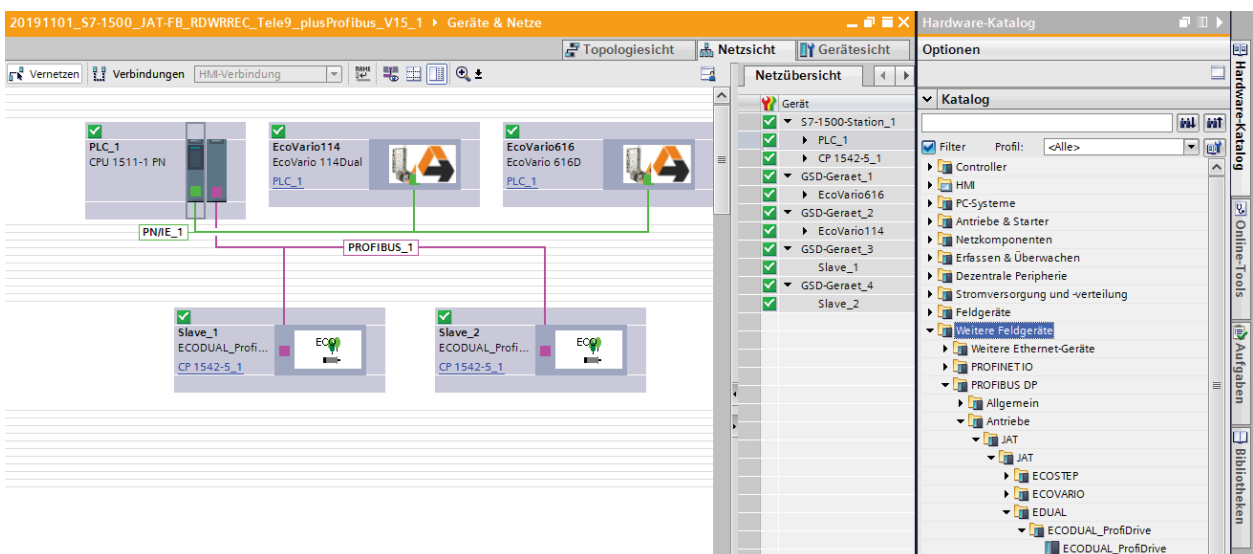 20191101_S7-1500_JAT-FB_RDWRREC_Tele9_plusProfibus_V15_1 ▸ Geräte & Netze
Topologiesicht
Netzsicht
Gerätesicht
Vernetzen
Verbindungen
HMI-Verbindung
PLC_1
CPU 1511-1 PN
EcoVario114
EcoVario 114Dual
PLC_1
EcoVario616
EcoVario 616D
PLC_1
PN/IE_1
PROFIBUS_1
Slave_1
ECODUAL_Profi...
CP 1542-5_1
ECO
Slave_2
ECODUAL_Profi...
CP 1542-5_1
ECO
Netzübersicht
Gerät
S7-1500-Station_1
PLC_1
CP 1542-5_1
GSD-Geraet_1
EcoVario616
GSD-Geraet_2
EcoVario114
GSD-Geraet_3
Slave_1
GSD-Geraet_4
Slave_2
Hardware-Katalog
Optionen
Katalog
Filter
Profil:
<Alle>
Controller
HMI
PC-Systeme
Antriebe & Starter
Netzkomponenten
Erfassen & Überwachen
Dezentrale Peripherie
Stromversorgung und -verteilung
Feldgeräte
Weitere Feldgeräte
Weitere Ethernet-Geräte
PROFINET IO
PROFIBUS DP
Allgemein
Antriebe
JAT
JAT
ECOSTEP
ECOVARIO
EDUAL
ECODUAL_ProfiDrive
ECODUAL_ProfiDrive
Hardware-Katalog
Online-Tools
Aufgaben
Bibliotheken